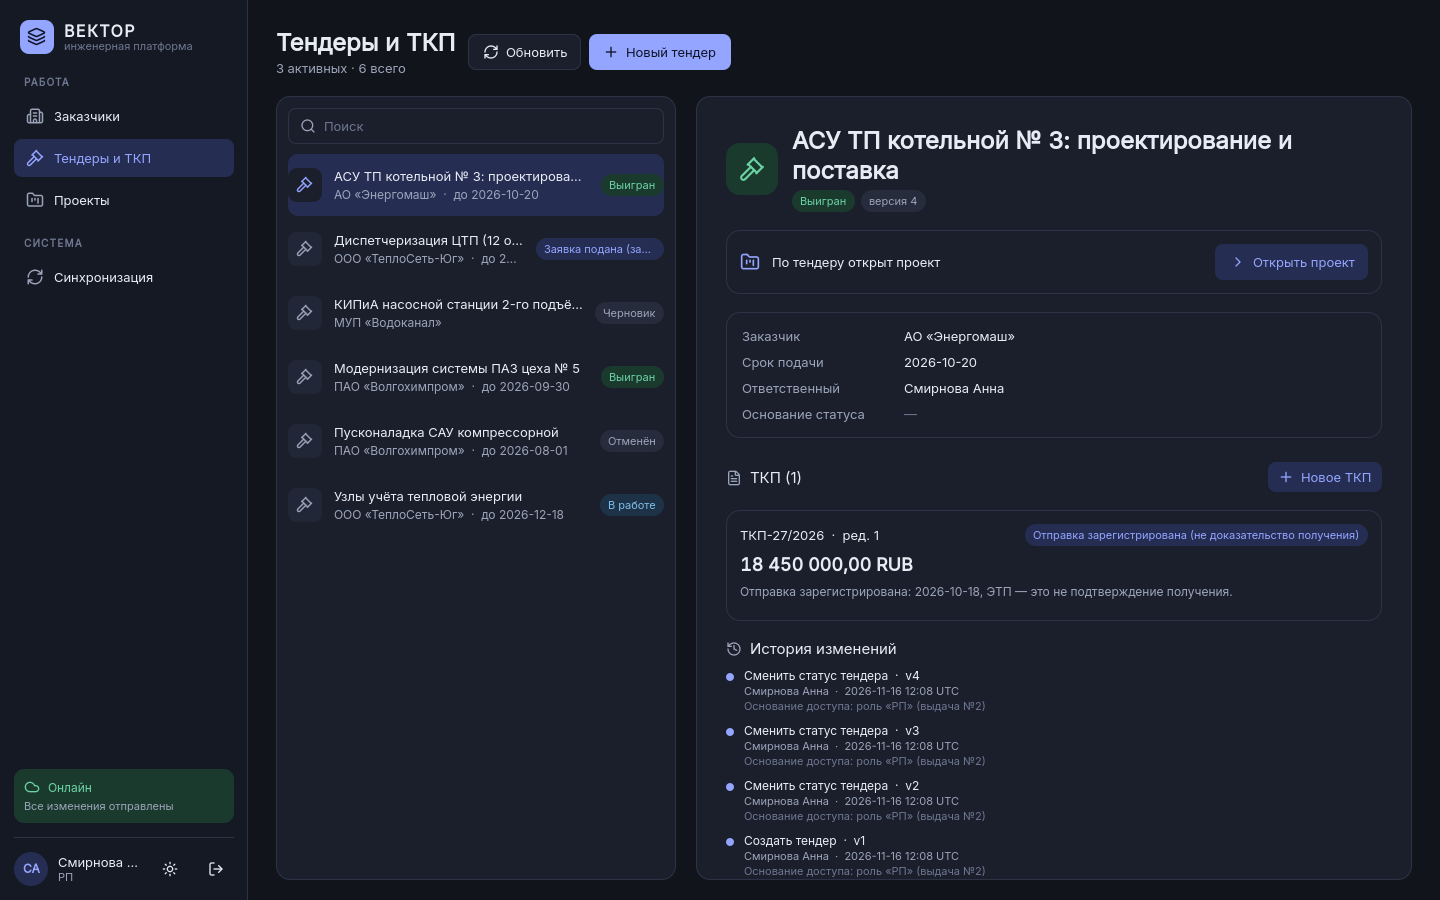 ВЕКТОР
инженерная платформа
РАБОТА
Заказчики
Тендеры и ТКП
Проекты
СИСТЕМА
Синхронизация
Онлайн
Все изменения отправлены
СА
Смирнова ...
РП
Тендеры и ТКП
3 активных · 6 всего
Обновить
Новый тендер
Поиск
АСУ ТП котельной № 3: проектирова...
АО «Энергомаш» · до 2026-10-20
Выигран
Диспетчеризация ЦТП (12 о...
ООО «ТеплоСеть-Юг» · до 2...
Заявка подана (за...
КИПиА насосной станции 2-го подъё...
МУП «Водоканал»
Черновик
Модернизация системы ПАЗ цеха № 5
ПАО «Волгохимпром» · до 2026-09-30
Выигран
Пусконаладка САУ компрессорной
ПАО «Волгохимпром» · до 2026-08-01
Отменён
Узлы учёта тепловой энергии
ООО «ТеплоСеть-Юг» · до 2026-12-18
В работе
АСУ ТП котельной № 3: проектирование и
поставка
Выигран
версия 4
По тендеру открыт проект
Открыть проект
Заказчик АО «Энергомаш»
Срок подачи 2026-10-20
Ответственный Смирнова Анна
Основание статуса —
ТКП (1)
Новое ТКП
ТКП-27/2026 · ред. 1
Отправка зарегистрирована (не доказательство получения)
18 450 000,00 RUB
Отправка зарегистрирована: 2026-10-18, ЭТП — это не подтверждение получения.
История изменений
Сменить статус тендера · v4
Смирнова Анна · 2026-11-16 12:08 UTC
Основание доступа: роль «РП» (выдача №2)
Сменить статус тендера · v3
Смирнова Анна · 2026-11-16 12:08 UTC
Основание доступа: роль «РП» (выдача №2)
Сменить статус тендера · v2
Смирнова Анна · 2026-11-16 12:08 UTC
Основание доступа: роль «РП» (выдача №2)
Создать тендер · v1
Смирнова Анна · 2026-11-16 12:08 UTC
Основание доступа: роль «РП» (выдача №2)